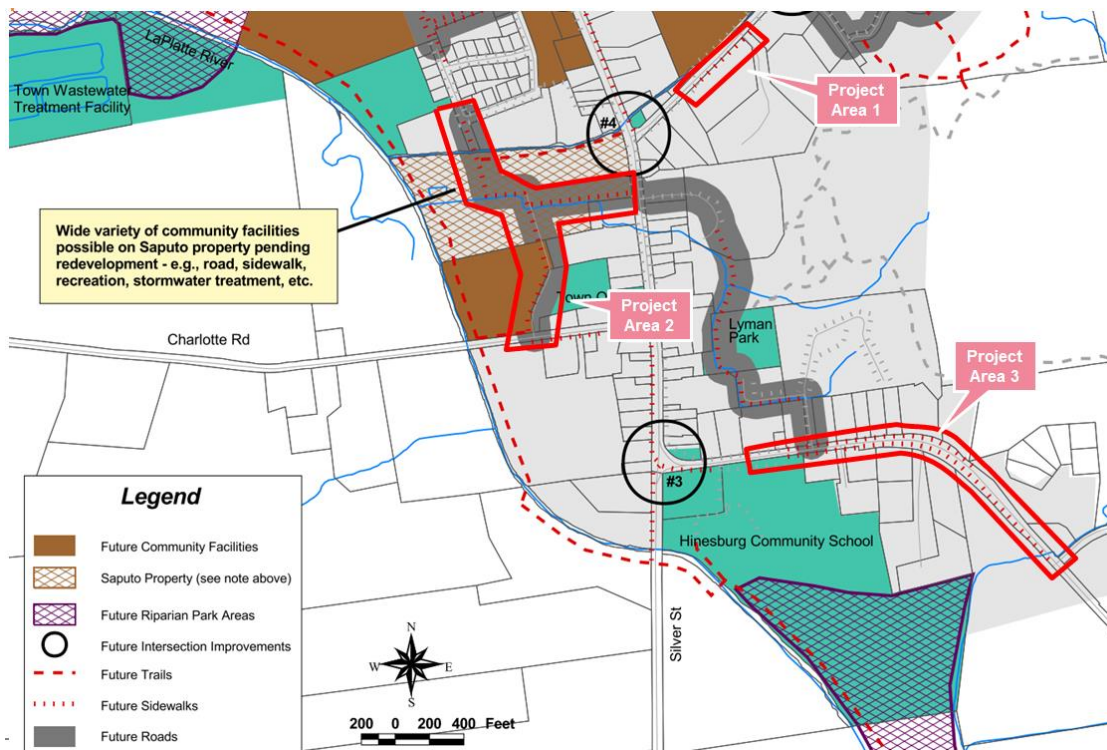 LaPlatte River
Town Wastewater
Treatment Facility
Project
Area 1
#4
Wide variety of community facilities
possible on Saputo property pending
redevelopment - e.g., road, sidewalk,
recreation, stormwater treatment, etc.
Town
Project
Area 2
Charlotte Rd
Lyman
Park
Project
Area 3
#3
Hinesburg Community School
Silver St
Legend
Future Community Facilities
Saputo Property (see note above)
Future Riparian Park Areas
Future Intersection Improvements
Future Trails
Future Sidewalks
Future Roads
N
W E
S
200 0 200 400 Feet